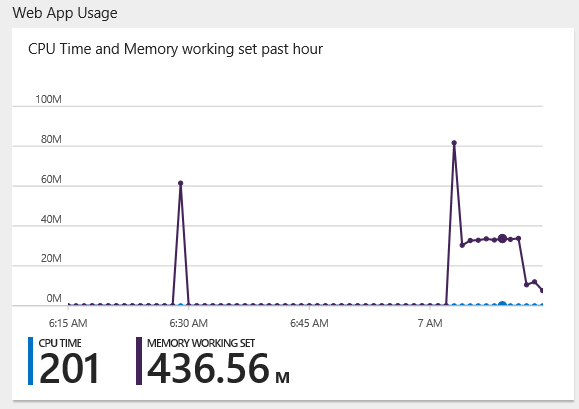 Web App Usage
CPU Time and Memory working set past hour
100M
80M
60M
40M
20M
0M
6:15 AM 6:30 AM 6:45 AM 7 AM
CPU TIME MEMORY WORKING SET
201 436.56 M